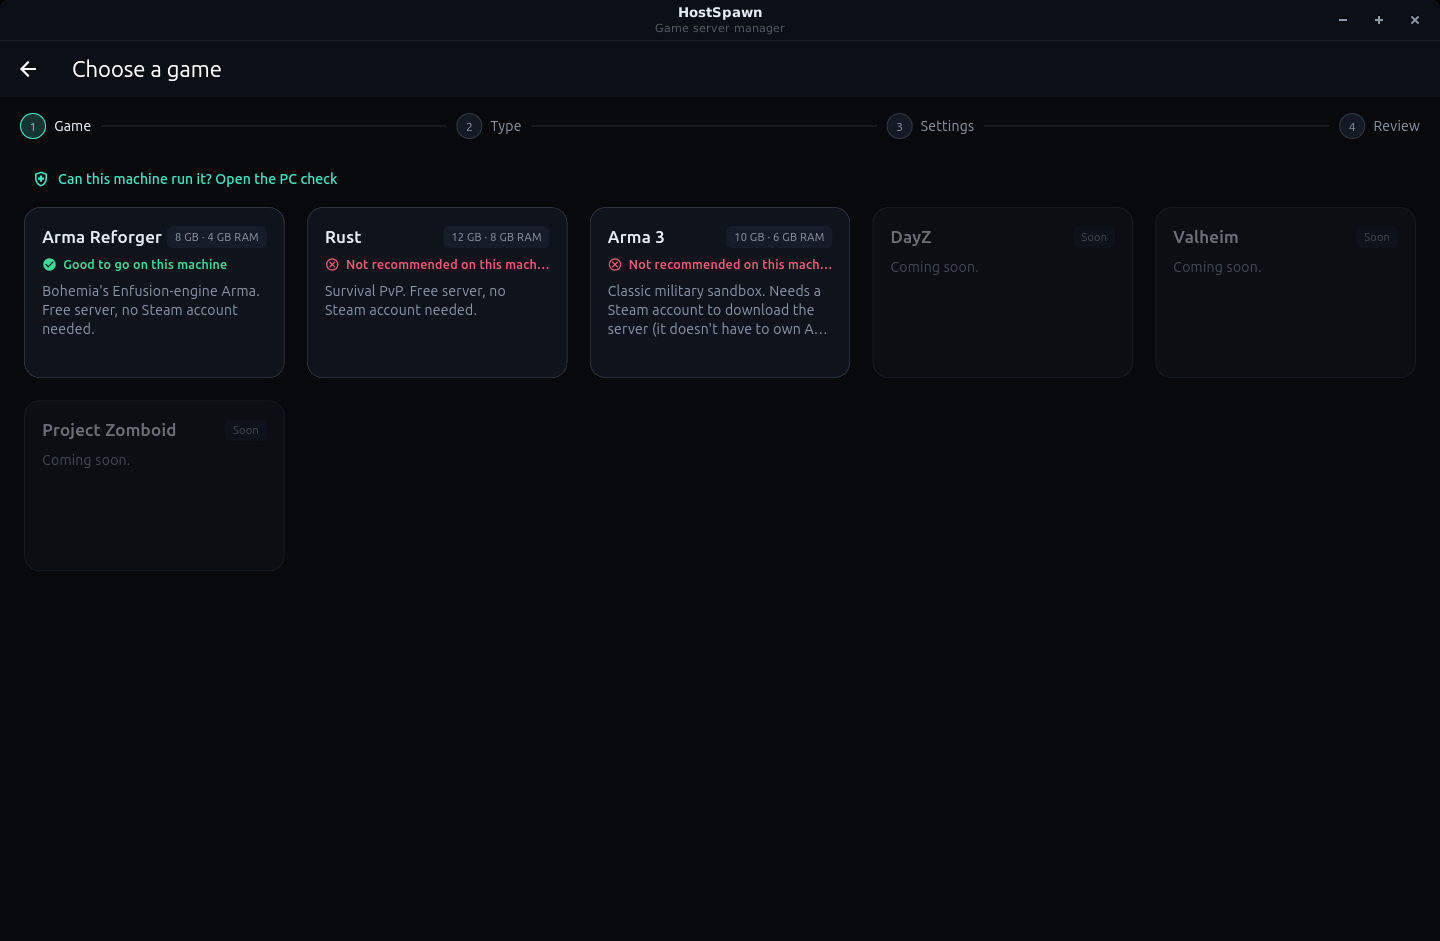 HostSpawn
Game server manager
Choose a game
1 Game
2 Type
3 Settings
4 Review
Can this machine run it? Open the PC check
Arma Reforger
8 GB · 4 GB RAM
Good to go on this machine
Bohemia's Enfusion-engine Arma.
Free server, no Steam account
needed.
Rust
12 GB · 8 GB RAM
Not recommended on this mach…
Survival PvP. Free server, no
Steam account needed.
Arma 3
10 GB · 6 GB RAM
Not recommended on this mach…
Classic military sandbox. Needs a
Steam account to download the
server (it doesn't have to own A…
DayZ
Soon
Coming soon.
Valheim
Soon
Coming soon.
Project Zomboid
Soon
Coming soon.